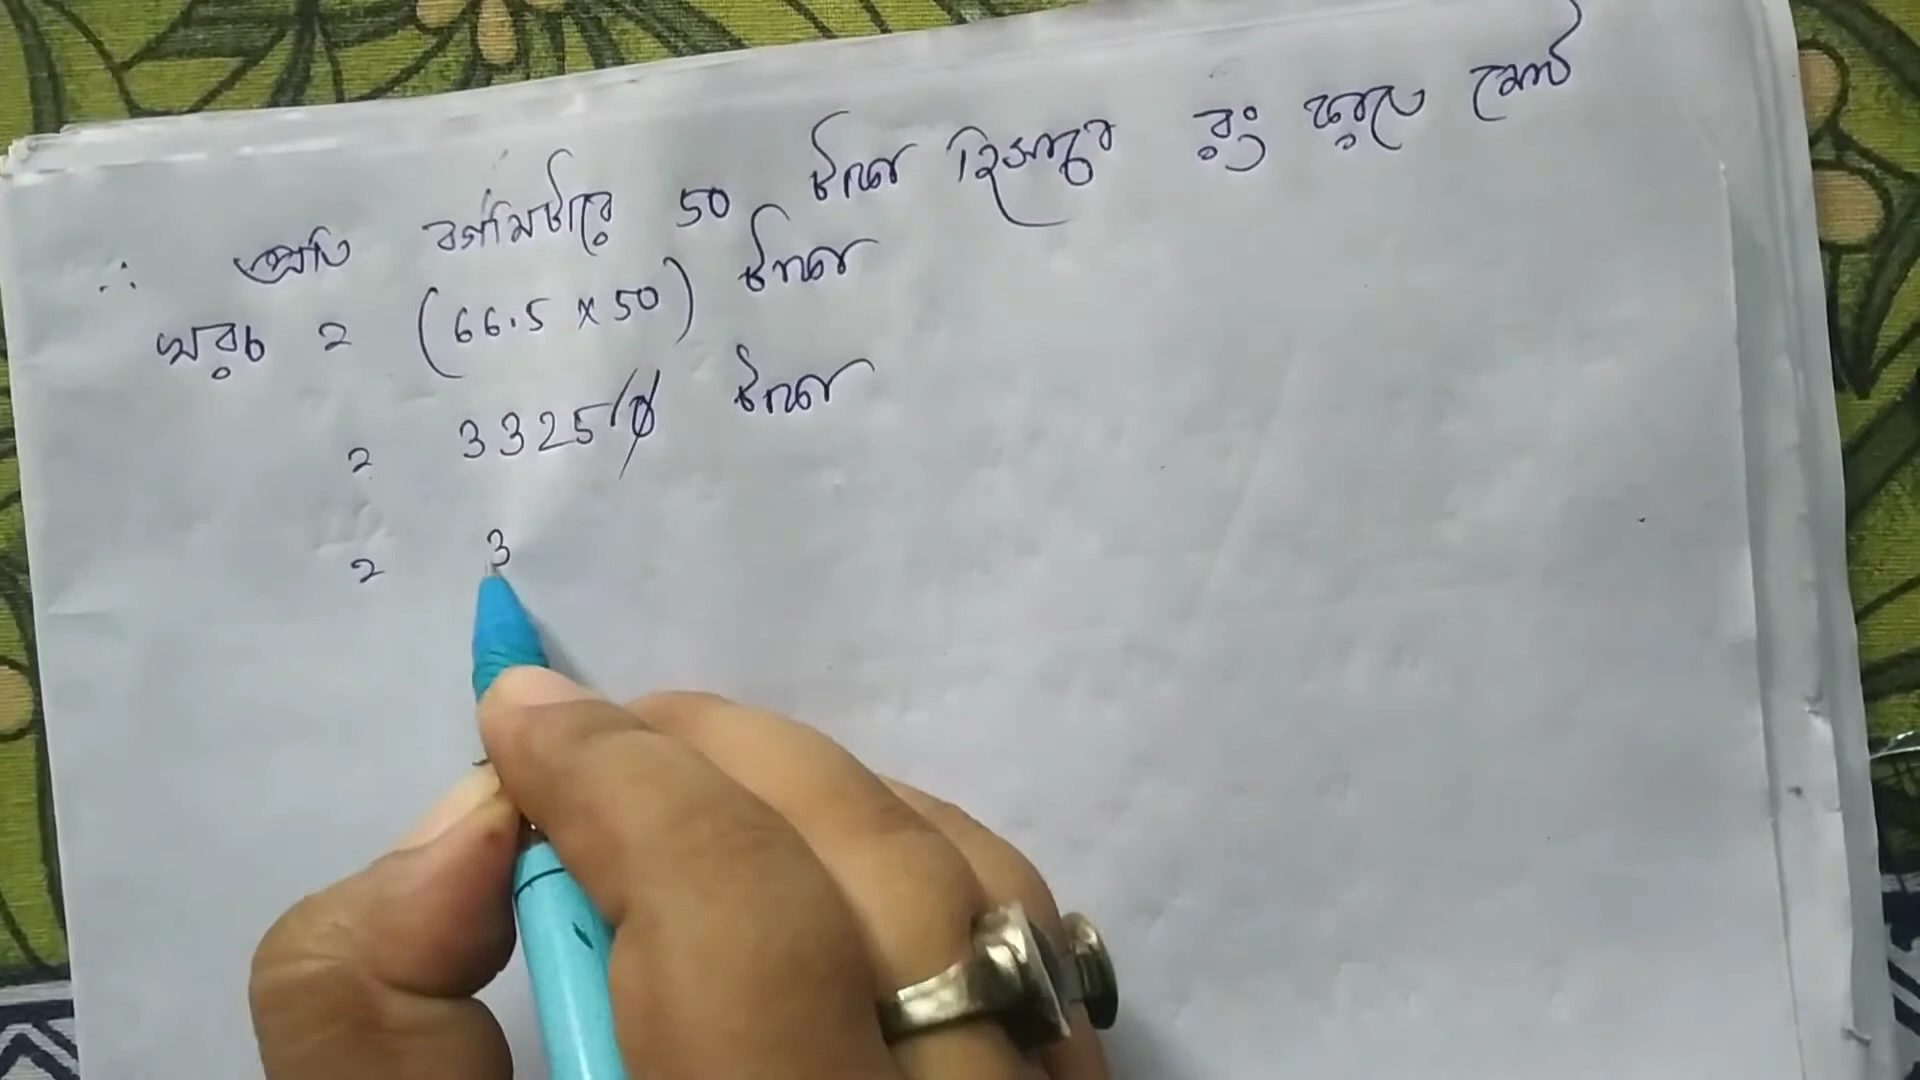 ∴ প্রতি বর্গমিটারে 50 টাকা হিসাবে রং করতে মোট
খরচ = (66.5 × 50) টাকা
= 3325/0 টাকা
= 3